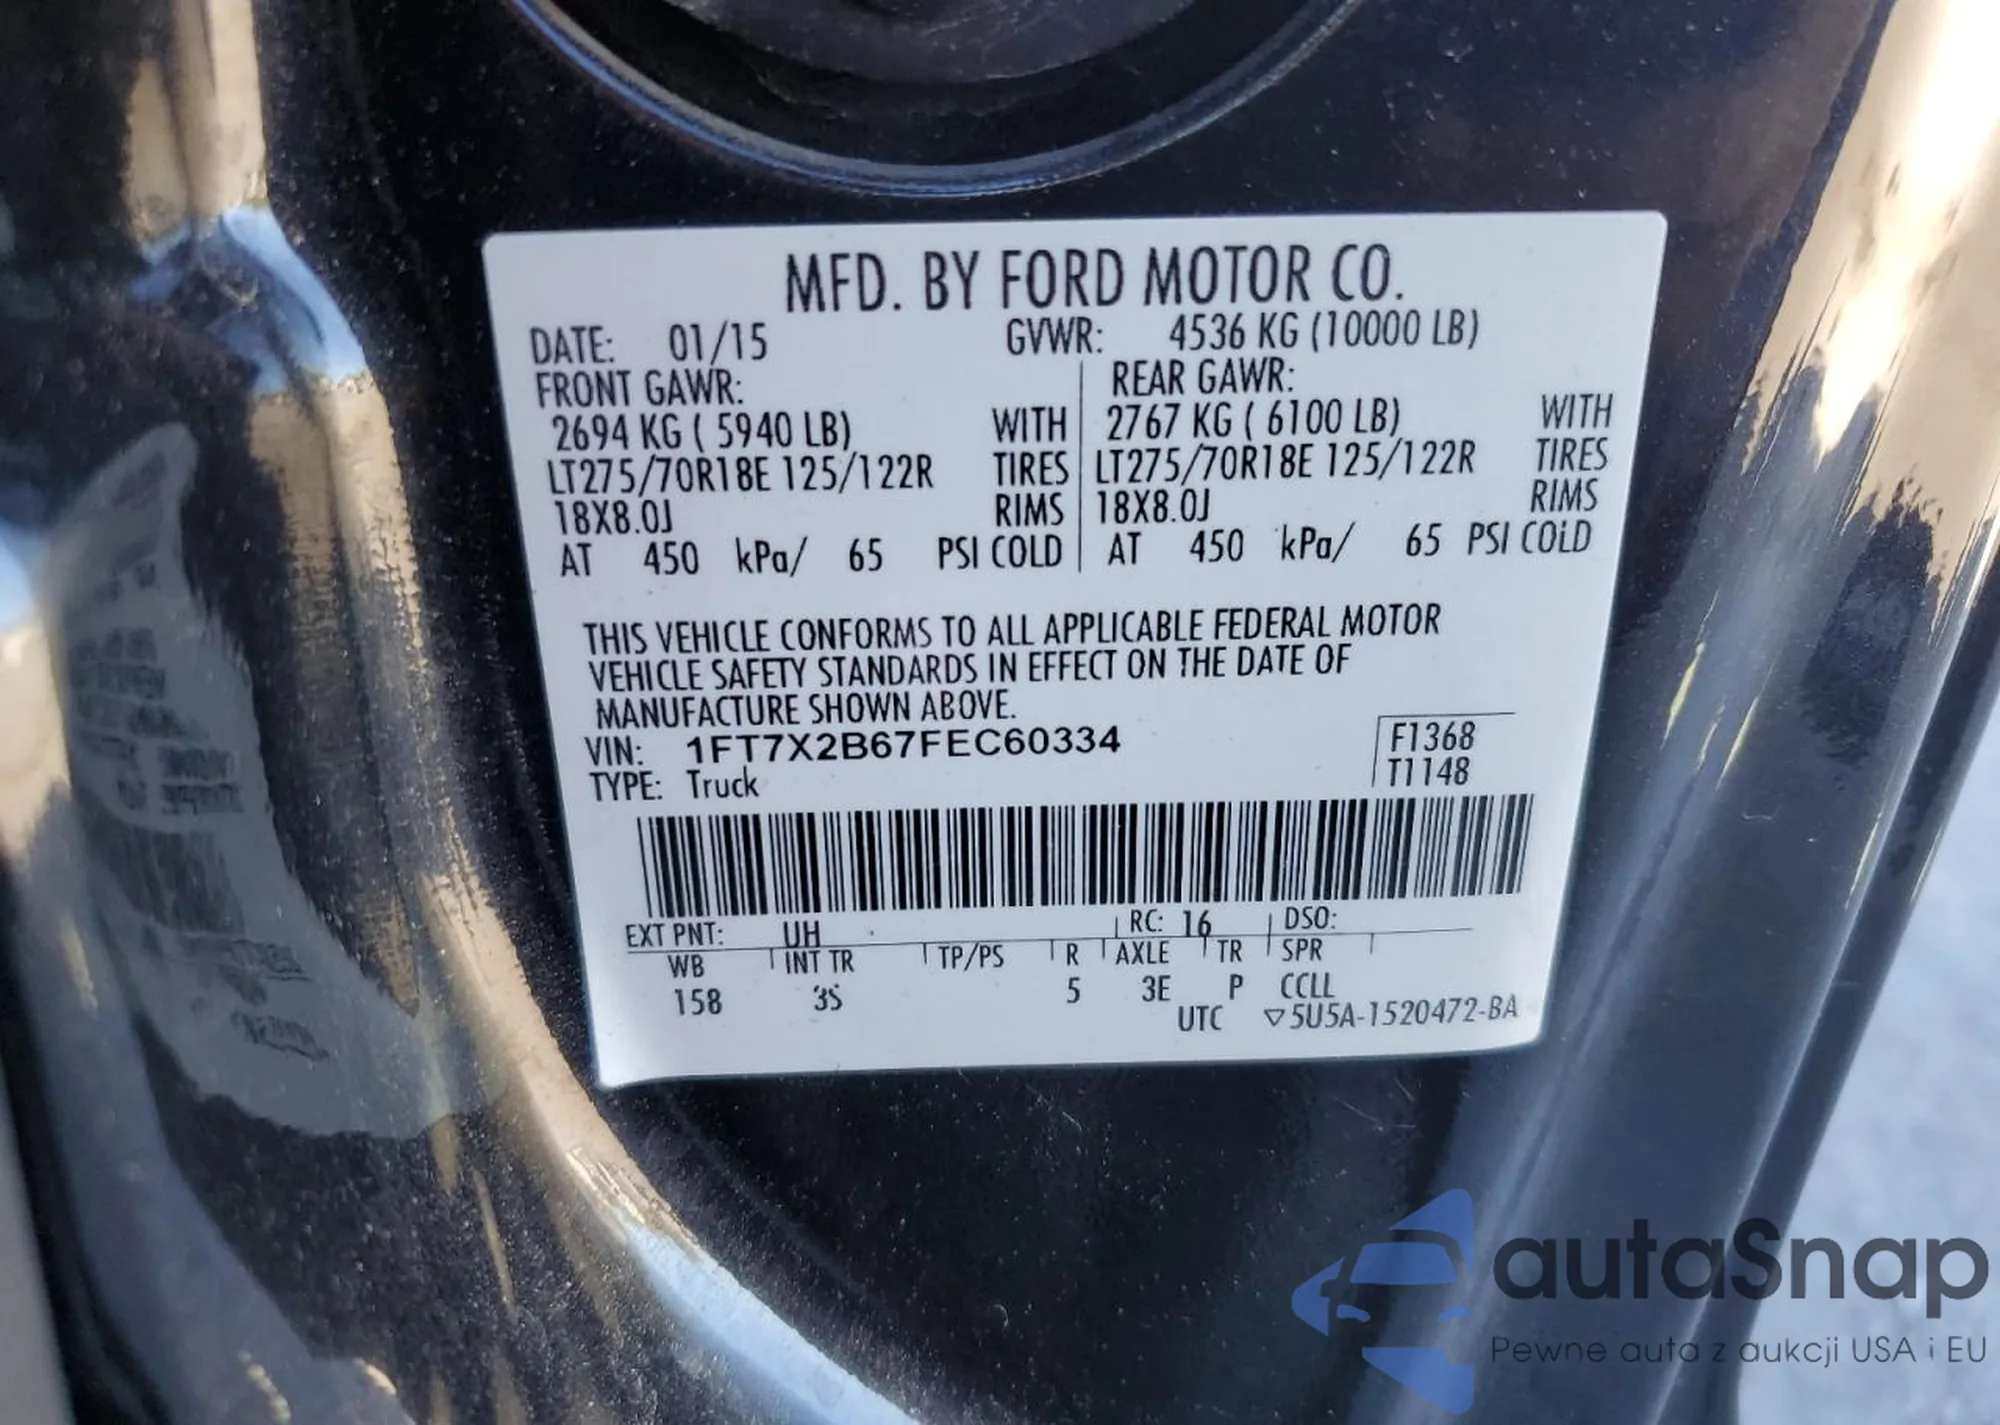 MFD. BY FORD MOTOR CO.
DATE: 01/15 GVWR: 4536 KG (10000 LB)
FRONT GAWR: REAR GAWR:
2694 KG ( 5940 LB) WITH 2767 KG ( 6100 LB) WITH
LT275/70R18E 125/122R TIRES LT275/70R18E 125/122R TIRES
18X8.0J RIMS 18X8.0J RIMS
AT 450 kPa/ 65 PSI COLD AT 450 kPa/ 65 PSI COLD
THIS VEHICLE CONFORMS TO ALL APPLICABLE FEDERAL MOTOR
VEHICLE SAFETY STANDARDS IN EFFECT ON THE DATE OF
MANUFACTURE SHOWN ABOVE.
VIN: 1FT7X2B67FEC60334 F1368
TYPE: Truck T1148
EXT PNT: UH RC: 16 DSO:
WB INT TR TP/PS R AXLE TR SPR
158 3S 5 3E P CCLL
UTC ▽5U5A-1520472-BA
autaSnap
Pewne auta z aukcji USA i EU